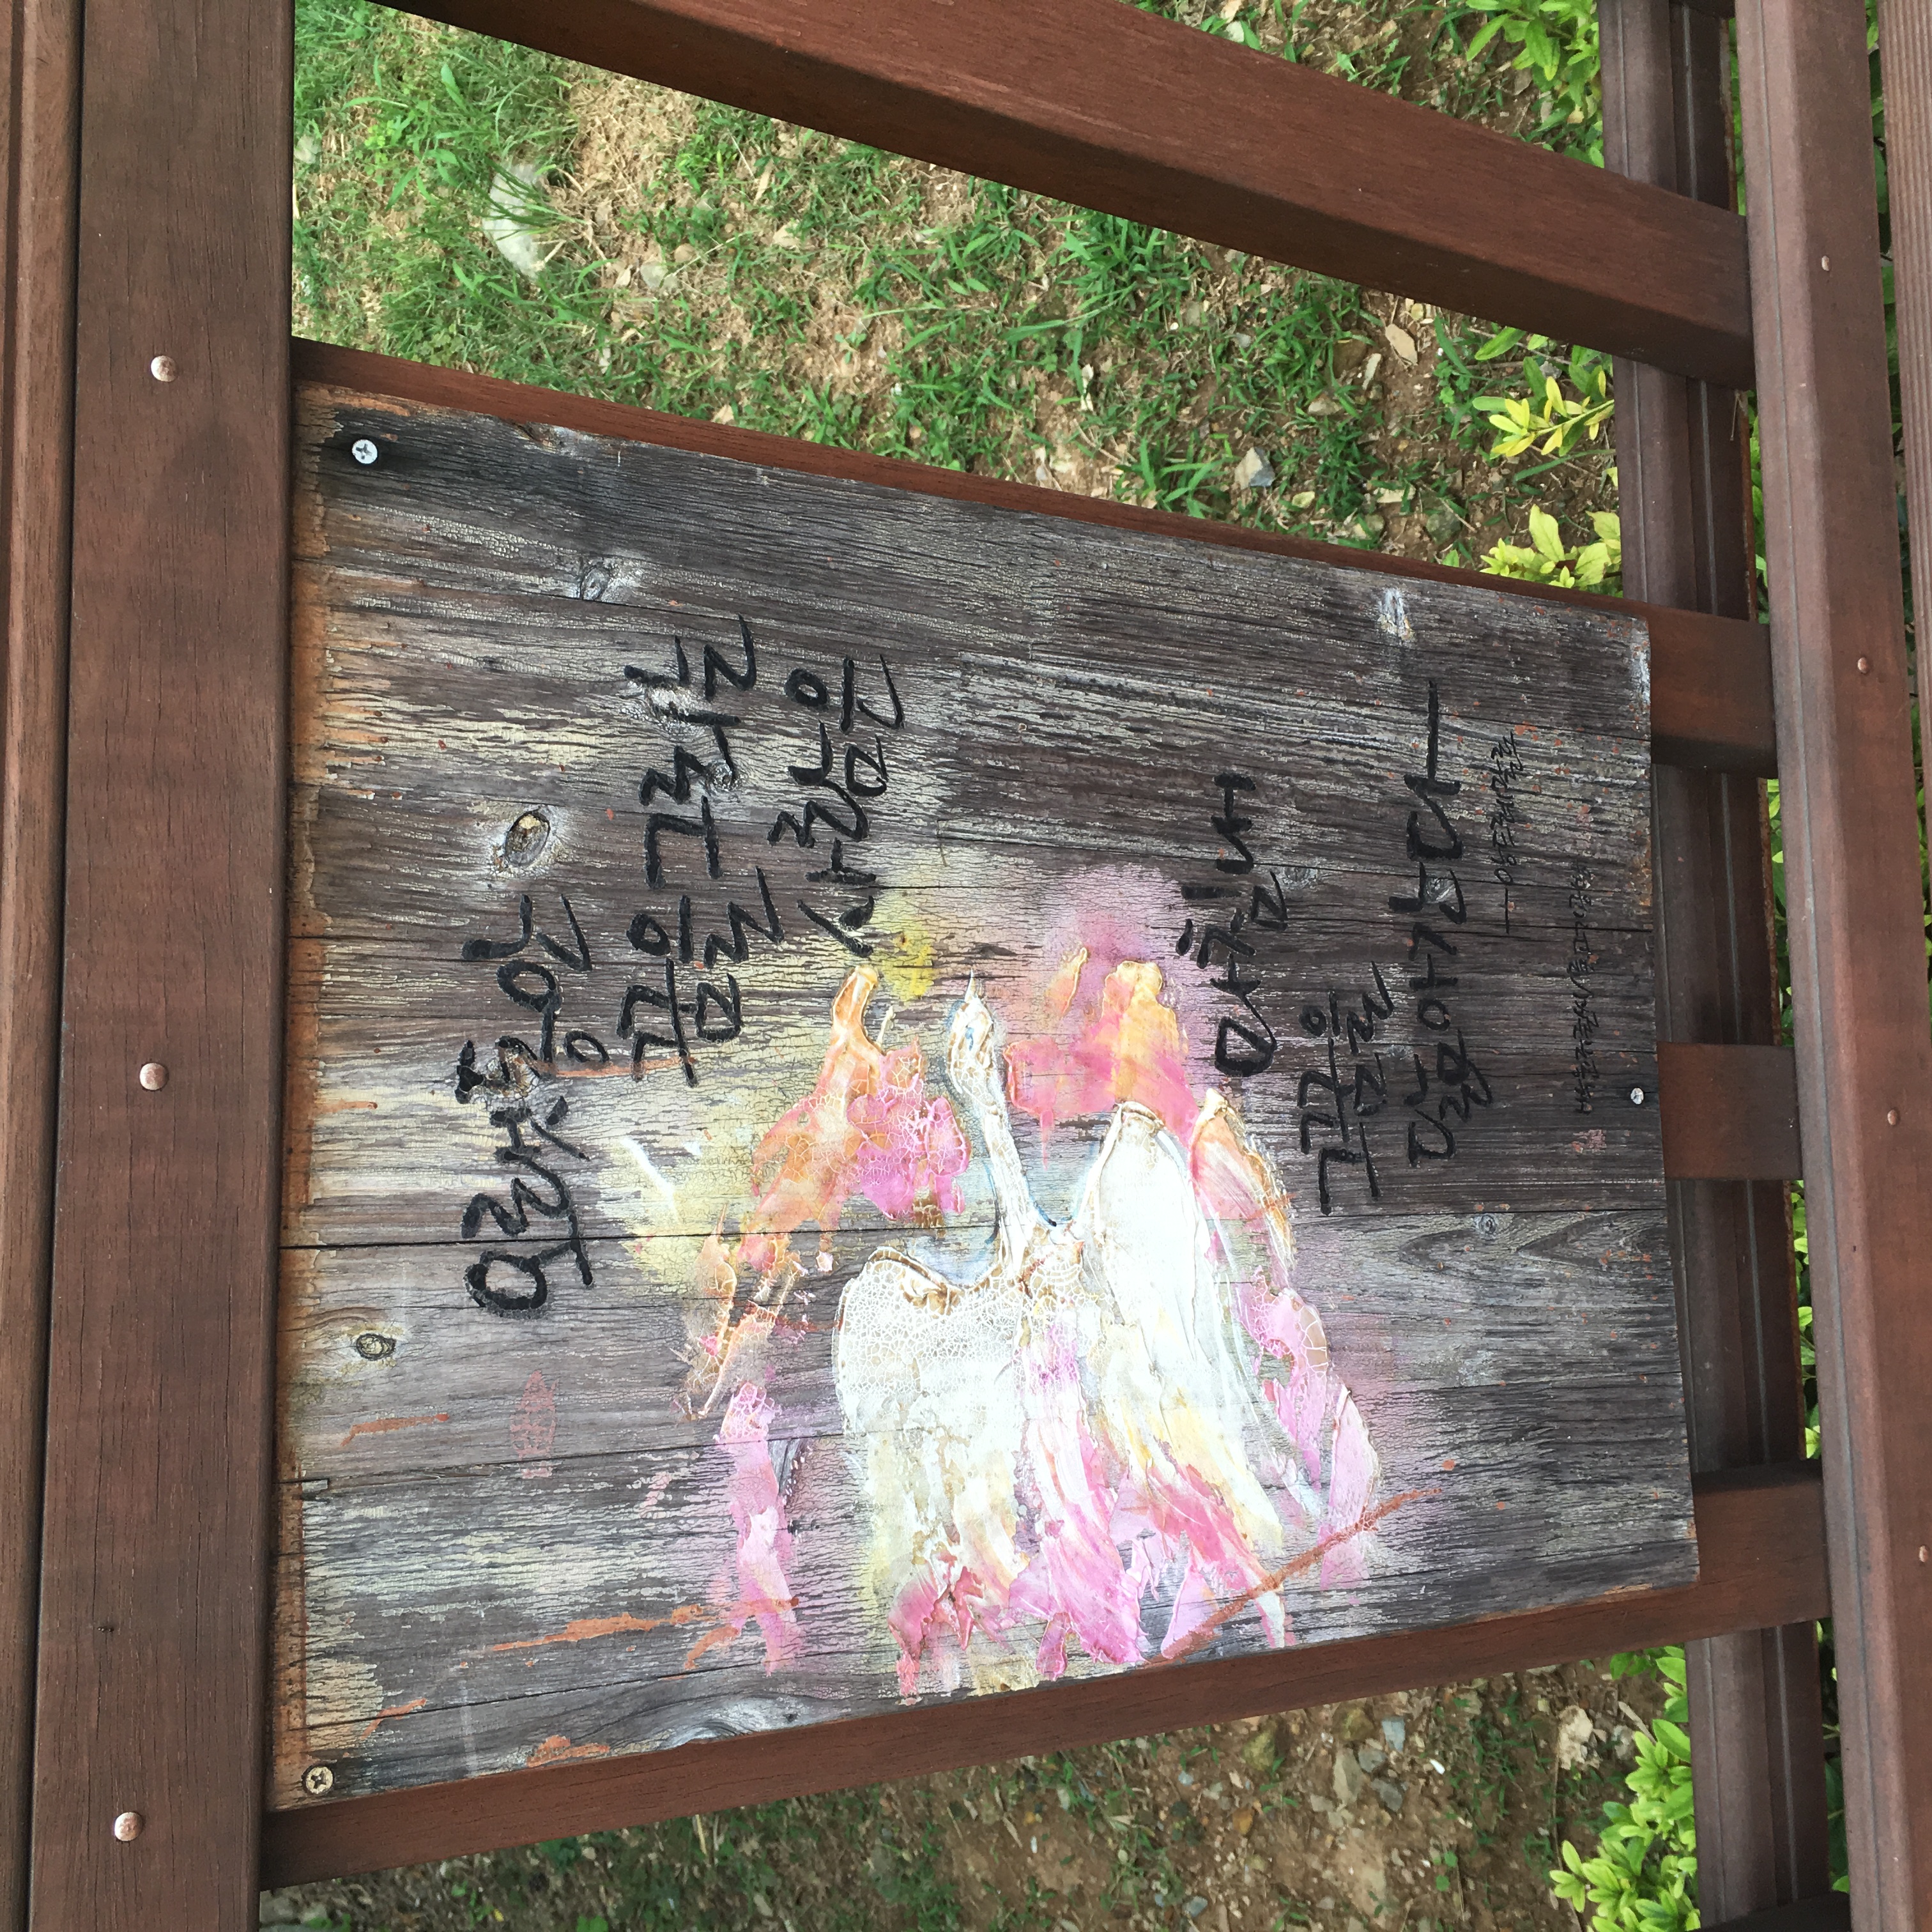 오랫동안
꿈을 그리는
사람은
마침내
그 꿈을
닮아간다
- 앙드레 말로